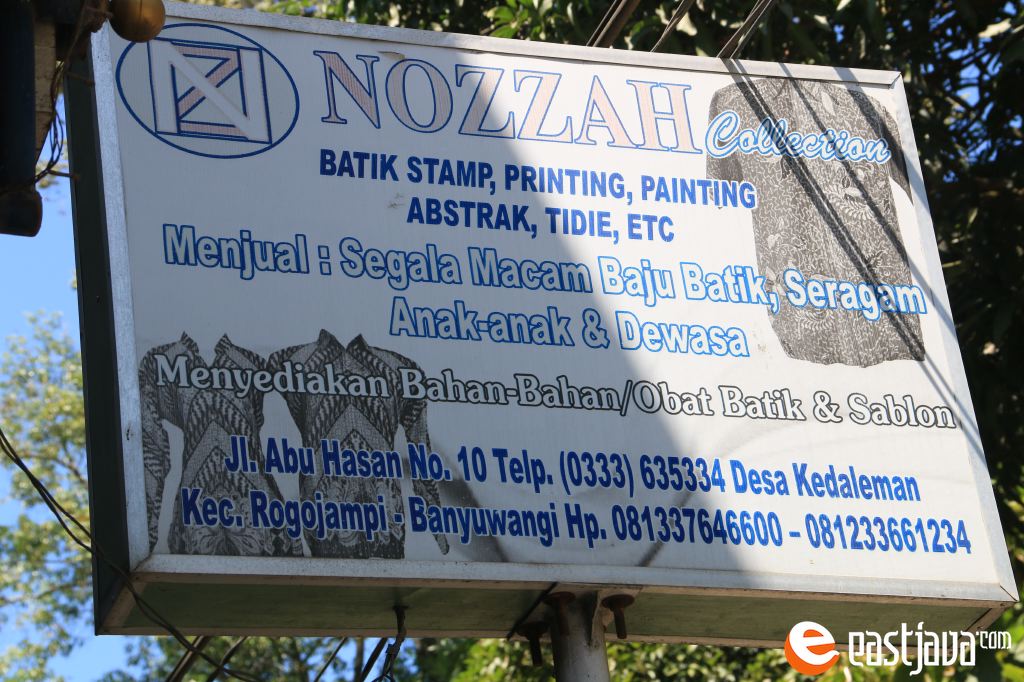 NZ NOZZAH Collection
BATIK STAMP, PRINTING, PAINTING
ABSTRAK, TIDIE, ETC
Menjual : Segala Macam Baju Batik, Seragam
Anak-anak & Dewasa
Menyediakan Bahan-Bahan/Obat Batik & Sablon
Jl. Abu Hasan No. 10 Telp. (0333) 635334 Desa Kedaleman
Kec. Rogojampi - Banyuwangi Hp. 081337646600 – 081233661234
e eastjava.com